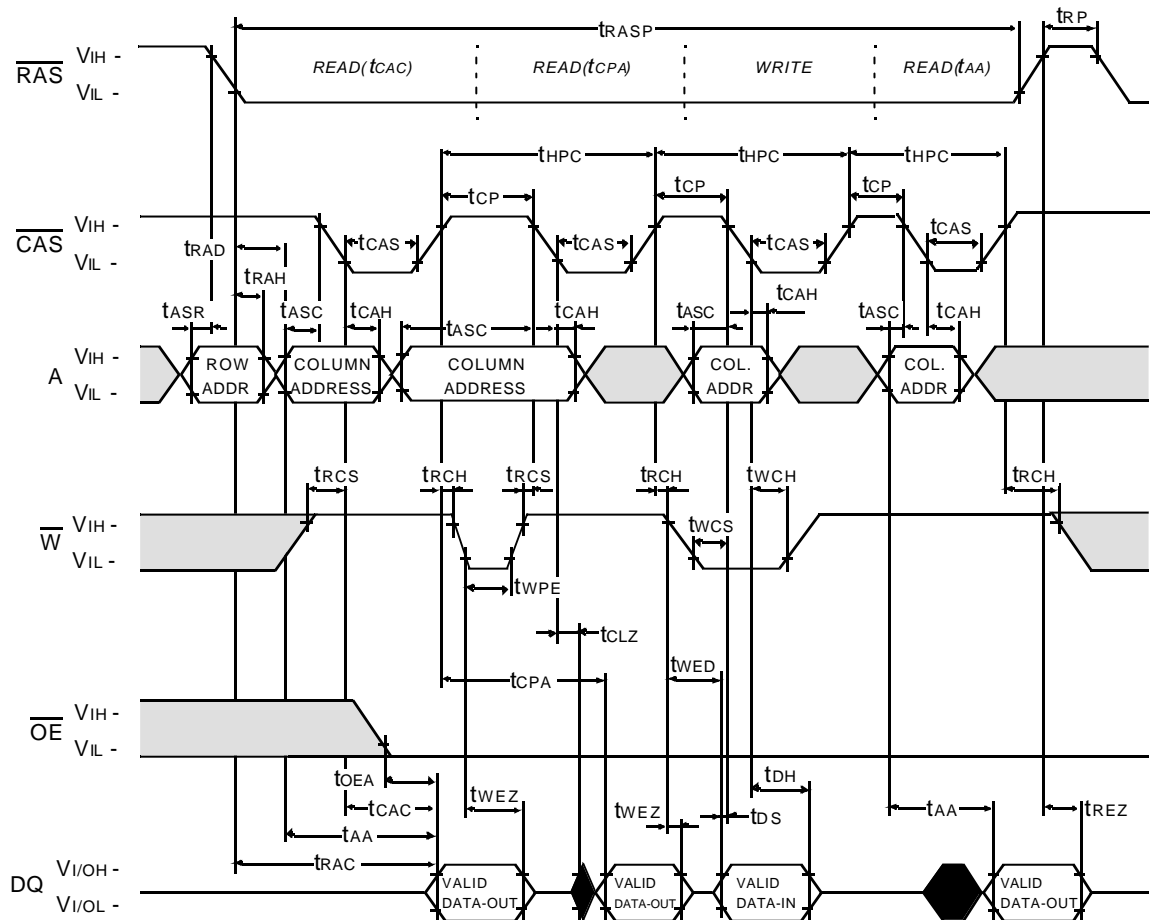 tRASP tRP
RAS VIH -
VIL -
READ(tCAC) READ(tCPA) WRITE READ(tAA)
tHPC tHPC tHPC
tCP tCP tCP
CAS VIH -
VIL -
tCAS tCAS tCAS tCAS
tRAD
tRAH
tASR tASC tCAH tASC tCAH tASC tCAH tASC tCAH
A VIH -
VIL -
ROW
ADDR
COLUMN
ADDRESS
COLUMN
ADDRESS
COL.
ADDR
COL.
ADDR
tRCS tRCH tRCS tRCH tWCH tRCH
W VIH -
VIL -
tWCS
tWPE
tCLZ
tCPA tWED
OE VIH -
VIL -
tOEA
tCAC
tAA
tRAC
tWEZ tWEZ tDH
tDS
tAA tREZ
DQ VI/OH -
VI/OL -
VALID
DATA-OUT
VALID
DATA-OUT
VALID
DATA-IN
VALID
DATA-OUT